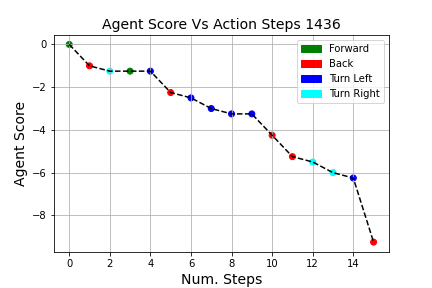 Agent Score Vs Action Steps 1436
Forward
Back
Turn Left
Turn Right
0
−2
−4
−6
−8
Agent Score
0 2 4 6 8 10 12 14
Num. Steps